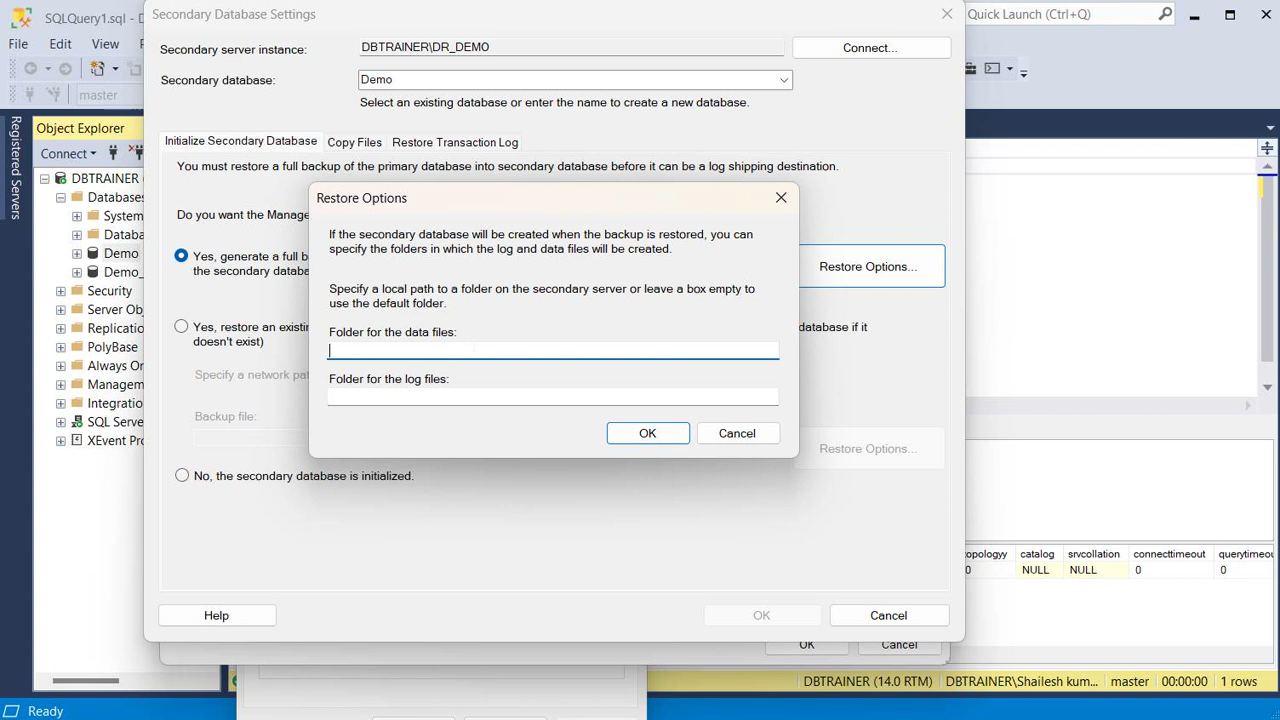 SQLQuery1.sql
Secondary Database Settings
Quick Launch (Ctrl+Q)
File Edit View
Secondary server instance:
DBTRAINER\DR_DEMO
Connect...
Secondary database:
Demo
master
Select an existing database or enter the name to create a new database.
Registered Servers
Object Explorer
Initialize Secondary Database
Copy Files
Restore Transaction Log
Connect
You must restore a full backup of the primary database into secondary database before it can be a log shipping destination.
DBTRAINER
Databases
System
Databa
Demo
Demo_
Security
Server Obj
Replication
PolyBase
Always On
Manageme
Integration
SQL Server
XEvent Pro
Do you want the Manage
Yes, generate a full b
the secondary databa
Restore Options...
Yes, restore an existin
doesn't exist)
database if it
Specify a network pat
Backup file:
Restore Options...
No, the secondary database is initialized.
Restore Options
If the secondary database will be created when the backup is restored, you can
specify the folders in which the log and data files will be created.
Specify a local path to a folder on the secondary server or leave a box empty to
use the default folder.
Folder for the data files:
Folder for the log files:
OK
Cancel
Help
OK
Cancel
OK
Cancel
topologyy catalog srvcollation connecttimeout querytimeou
0 NULL NULL 0 0
DBTRAINER (14.0 RTM) DBTRAINER\Shailesh kum... master 00:00:00 1 rows
Ready